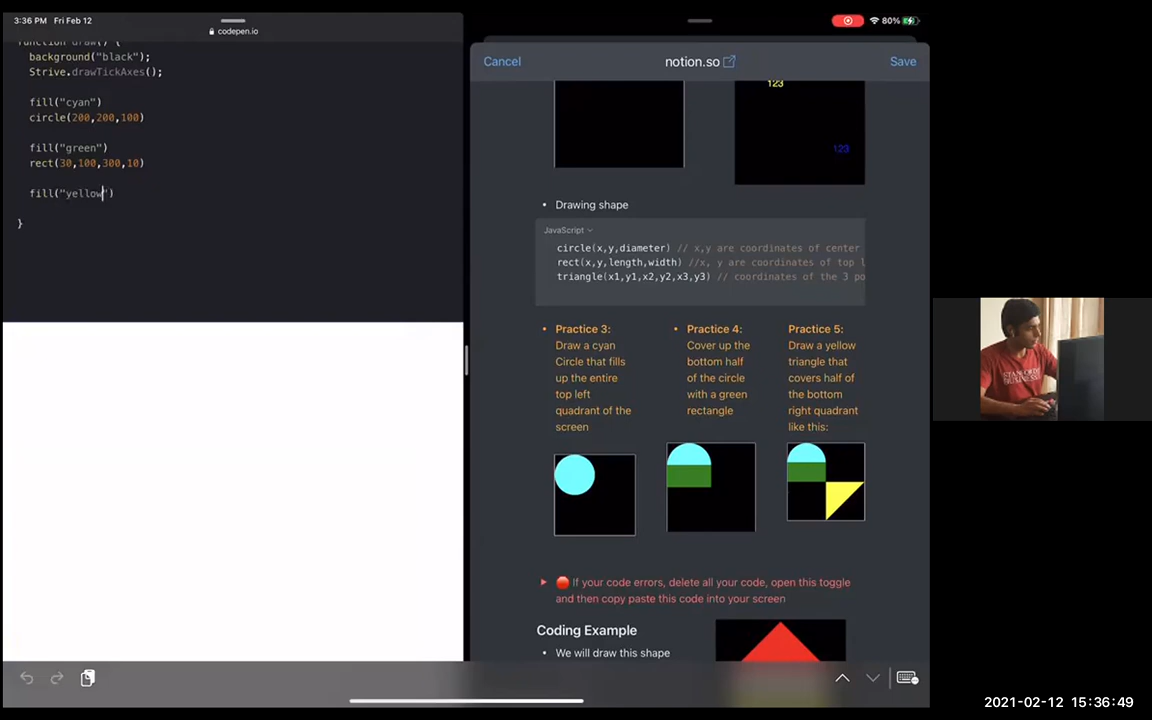 3:36 PM Fri Feb 12
codepen.io
80%
function draw() {
background("black");
Strive.drawTickAxes();
fill("cyan")
circle(200,200,100)
fill("green")
rect(30,100,300,10)
fill("yellow")
}
Cancel
notion.so
Save
123
123
• Drawing shape
JavaScript
circle(x,y,diameter) // x,y are coordinates of center
rect(x,y,length,width) //x, y are coordinates of top l
triangle(x1,y1,x2,y2,x3,y3) // coordinates of the 3 po
• Practice 3:
Draw a cyan
Circle that fills
up the entire
top left
quadrant of the
screen
• Practice 4:
Cover up the
bottom half
of the circle
with a green
rectangle
Practice 5:
Draw a yellow
triangle that
covers half of
the bottom
right quadrant
like this:
If your code errors, delete all your code, open this toggle
and then copy paste this code into your screen
Coding Example
• We will draw this shape
STANFORD
BUSINESS
2021-02-12 15:36:49